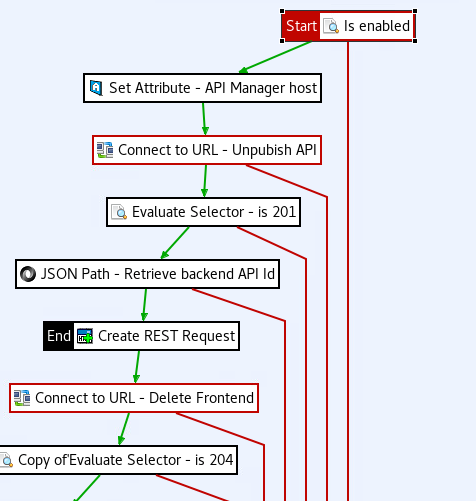 Start Is enabled
Set Attribute - API Manager host
Connect to URL - Unpubish API
Evaluate Selector - is 201
JSON Path - Retrieve backend API Id
End Create REST Request
Connect to URL - Delete Frontend
Copy of'Evaluate Selector - is 204